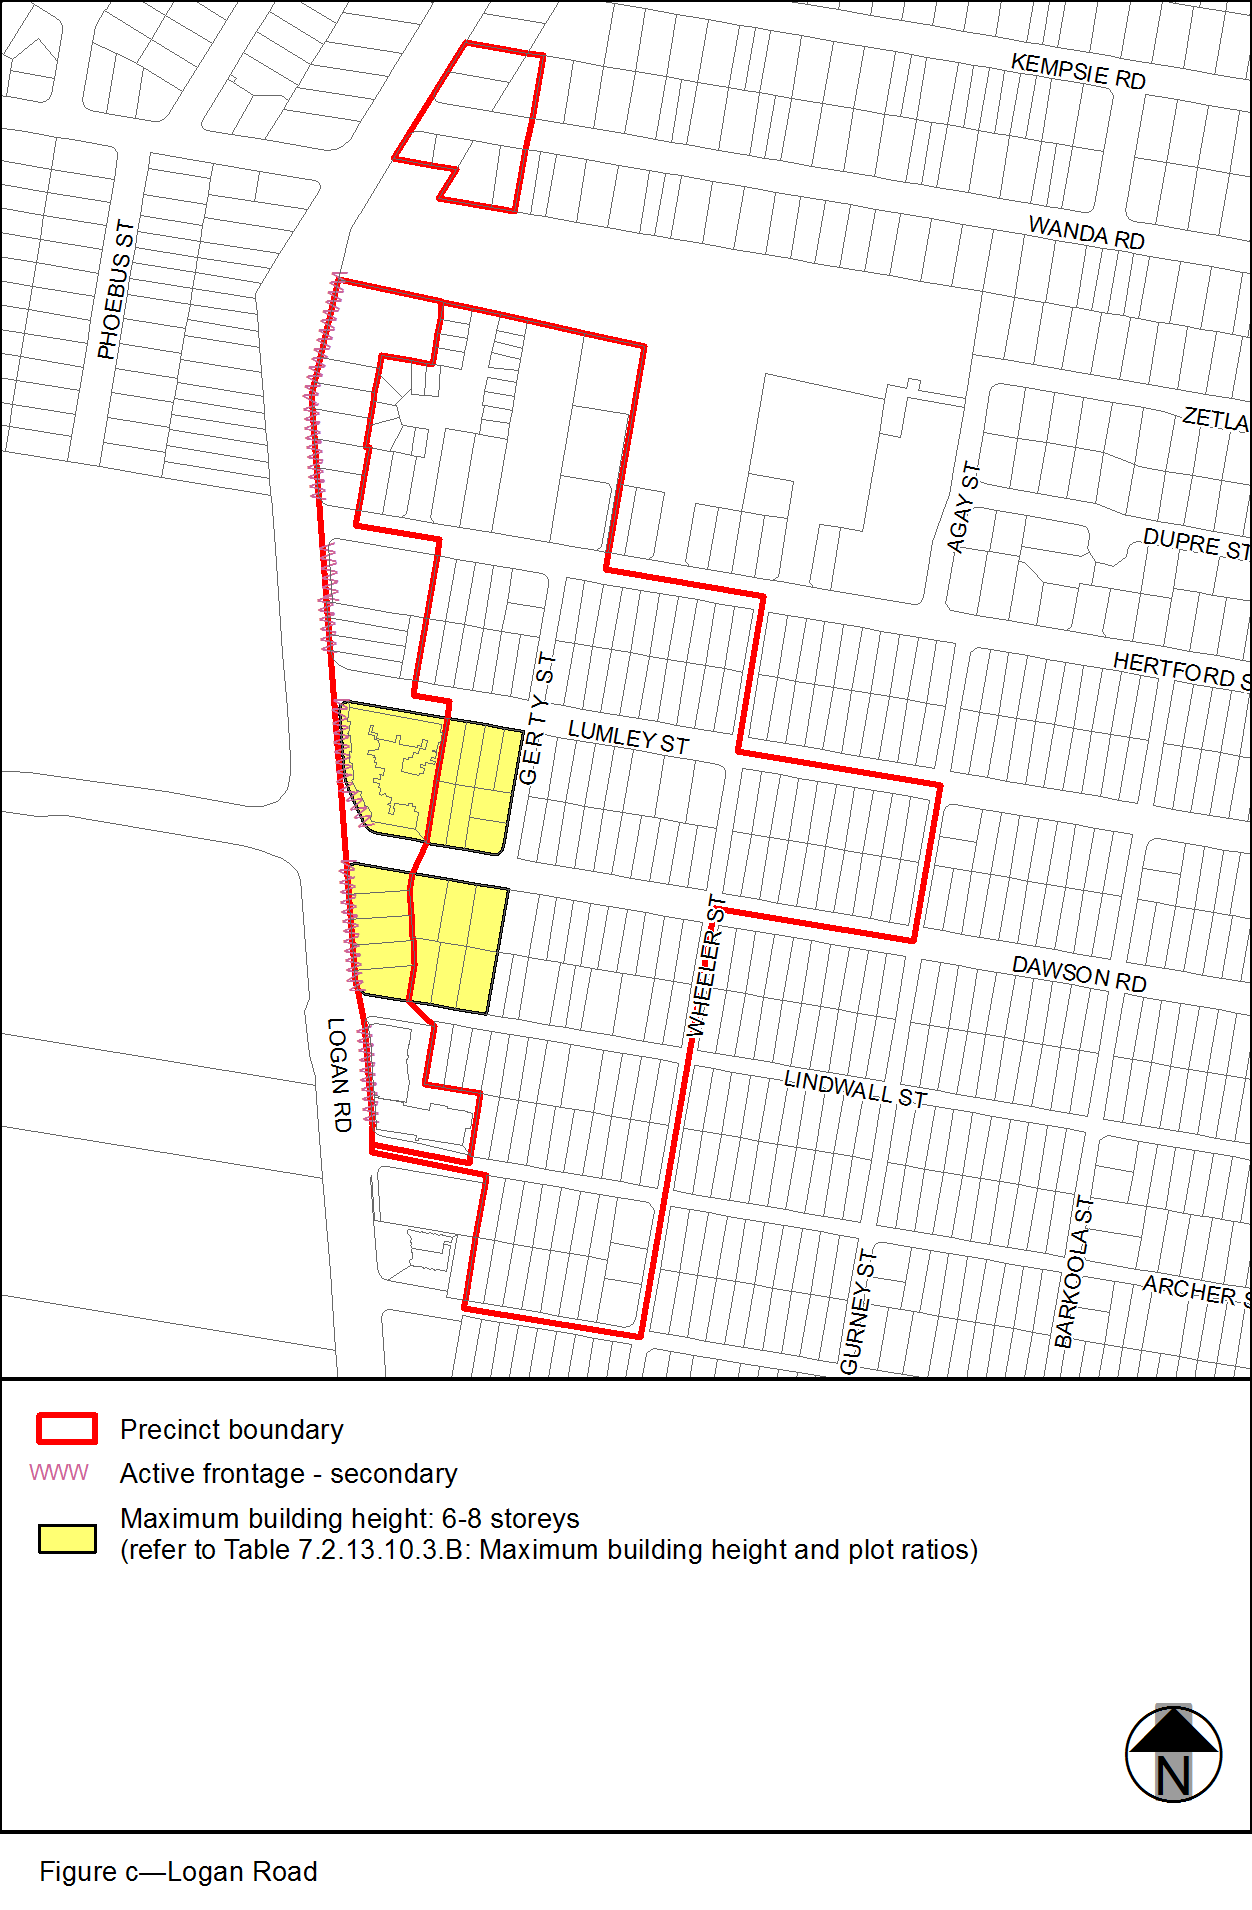 KEMPSIE RD
WANDA RD
PHOEBUS ST
ZETLA
AGAY ST
DUPRE ST
HERTFORD S
GERTY ST
LUMLEY ST
WHEELER ST
DAWSON RD
LOGAN RD
LINDWALL ST
BARKOOLA ST
GURNEY ST
ARCHER S
Precinct boundary
Active frontage - secondary
Maximum building height: 6-8 storeys
(refer to Table 7.2.13.10.3.B: Maximum building height and plot ratios)
N
Figure c—Logan Road